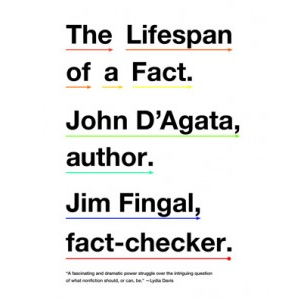 The Lifespan
of a Fact.
John D'Agata,
author.
Jim Fingal,
fact-checker.
"A fascinating and dramatic power struggle over the intriguing question
of what nonfiction should, or can, be." —Lydia Davis